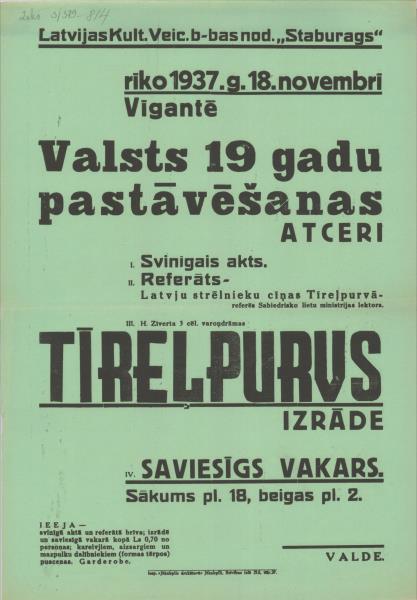 LatvijasKult.Veic.b-bas nod. „Staburags“
rīko 1937.g.18.novembrī
Vīgantē
Valsts 19 gadu
pastāvēšanas
ATCERI
I. Svinīgais akts.
II. Referāts-
Latvju strēlnieku cīņas Tīreļpurvā-
referēs Sabiedrisko lietu ministrijas lektors.
III. H. Zīverta 3 cēl. varoņdrāmas
TĪREĻPURVS
IZRĀDE
IV. SAVIESĪGS VAKARS.
Sākums pl. 18, beigas pl. 2.
IEEJA —
svinīgā aktā un referātā brīva; izrādē
un saviesīgā vakarā kopā Ls 0,70 no
personas; kareivjiem, aizsargiem un
mazpulku dalībniekiem (formas tērpos)
puscenas. Garderobe.
VALDE.